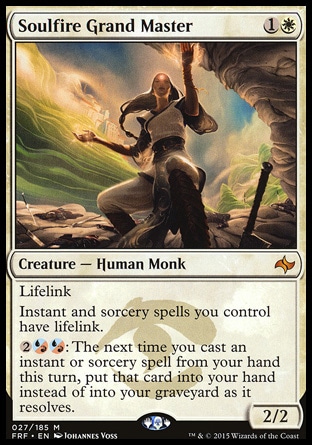 Soulfire Grand Master 1
Creature — Human Monk
Lifelink
Instant and sorcery spells you control
have lifelink.
2 : The next time you cast an
instant or sorcery spell from your hand
this turn, put that card into your hand
instead of into your graveyard as it
resolves.
2/2
027/185 M
FRF • EN Johannes Voss
™ & © 2015 Wizards of the Coast